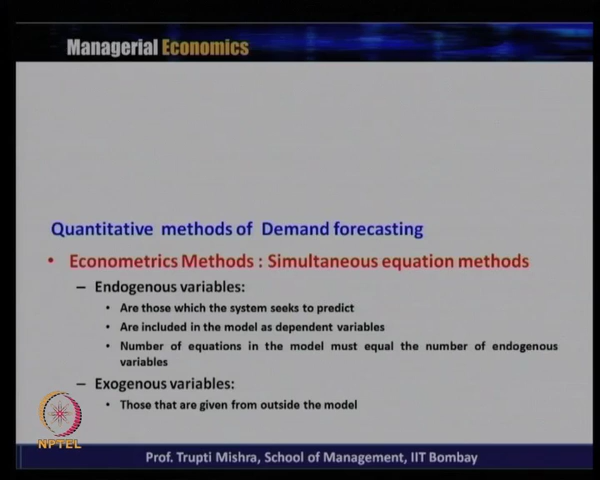 Managerial Economics
Quantitative methods of Demand forecasting
• Econometrics Methods : Simultaneous equation methods
– Endogenous variables:
• Are those which the system seeks to predict
• Are included in the model as dependent variables
• Number of equations in the model must equal the number of endogenous
variables
– Exogenous variables:
• Those that are given from outside the model
NPTEL
Prof. Trupti Mishra, School of Management, IIT Bombay